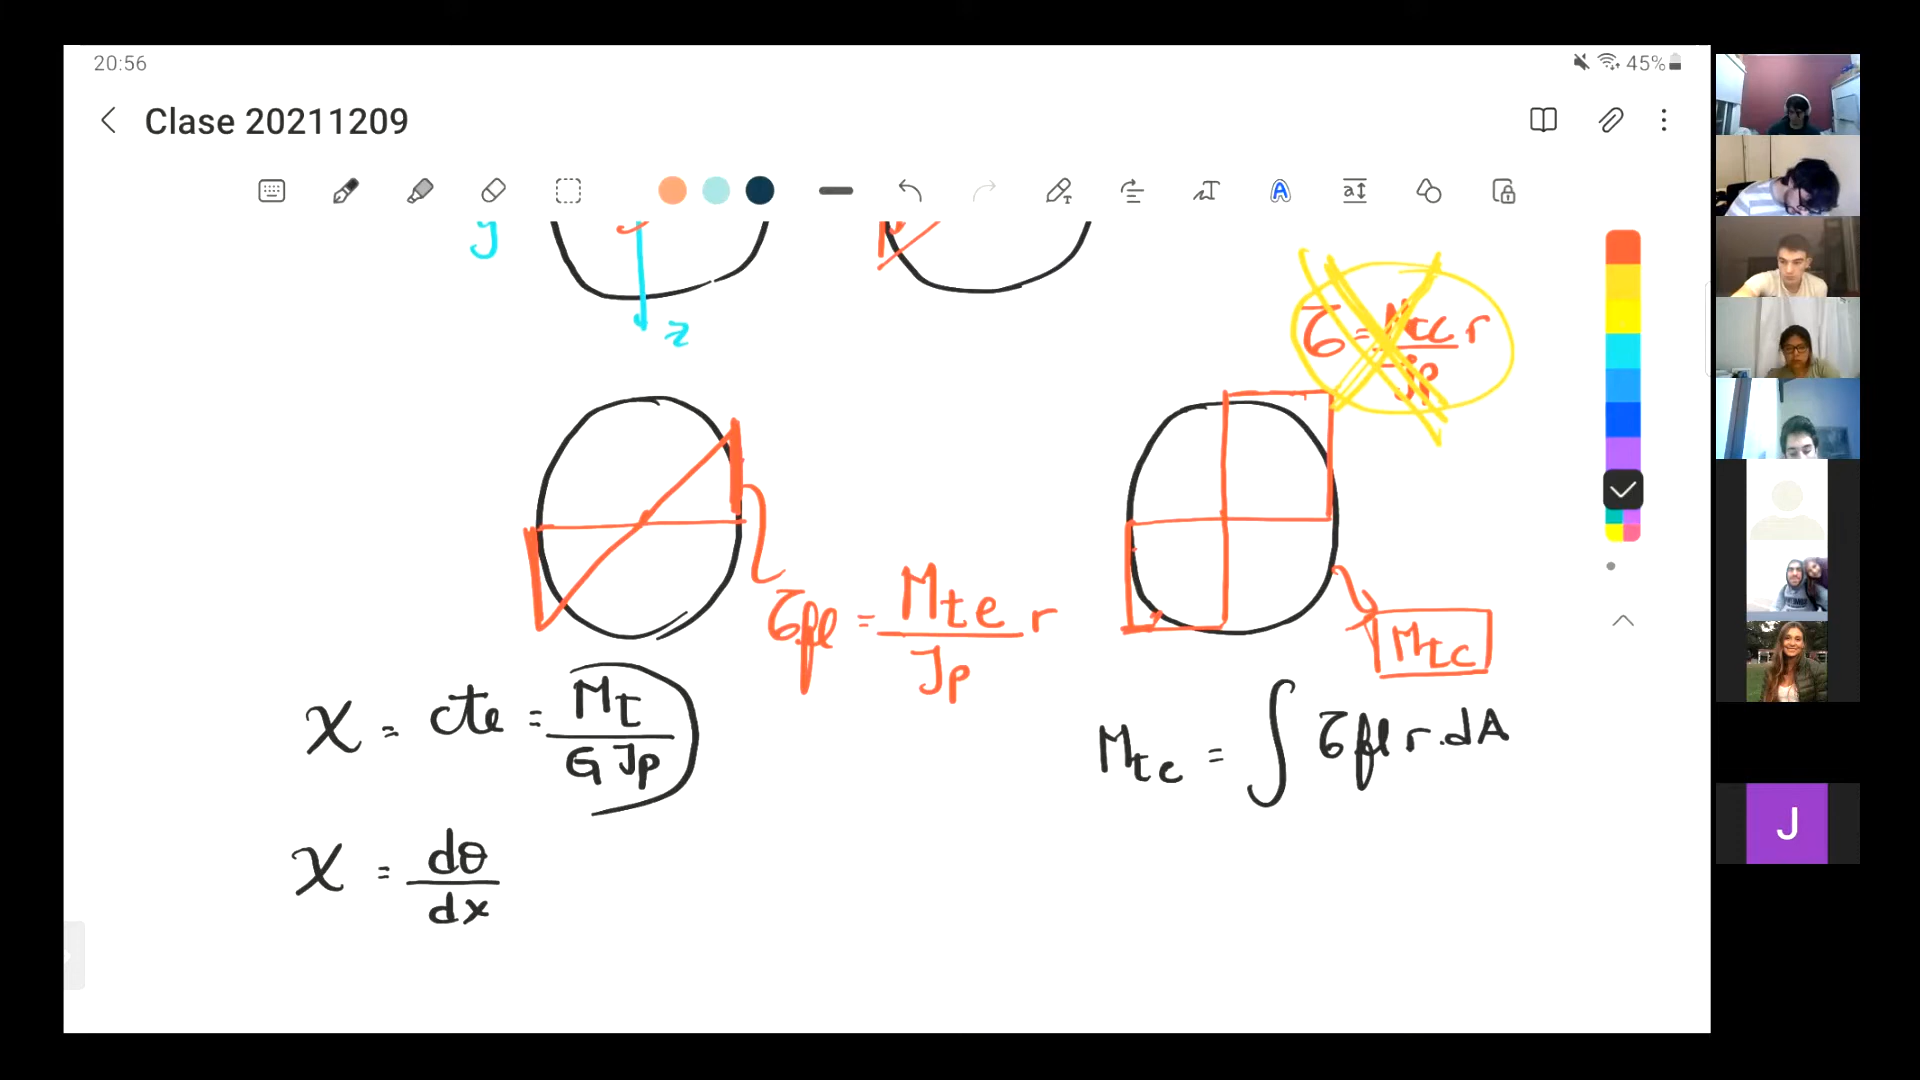 20:56
45%
Clase 20211209
y
z
τ = Mtc r / Jp
τfl = Mte r / Jp
Mtc
χ = cte = Mt / G Jp
Mtc = ∫ τfl r.dA
χ = dθ / dx
J